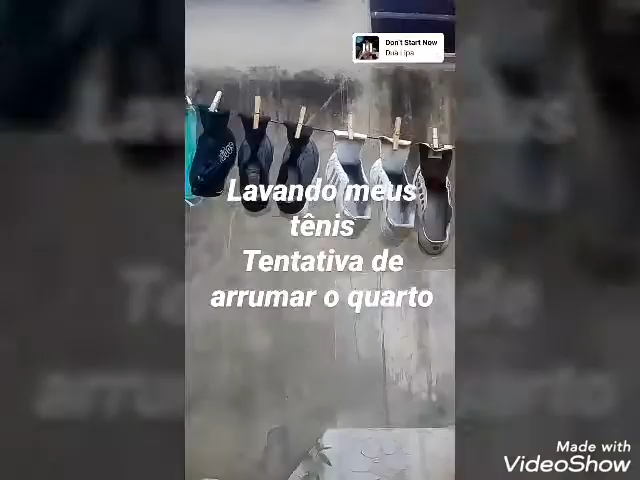 Don't Start Now
Dua Lipa
Lavando meus
tênis
Tentativa de
arrumar o quarto
Made with
VideoShow